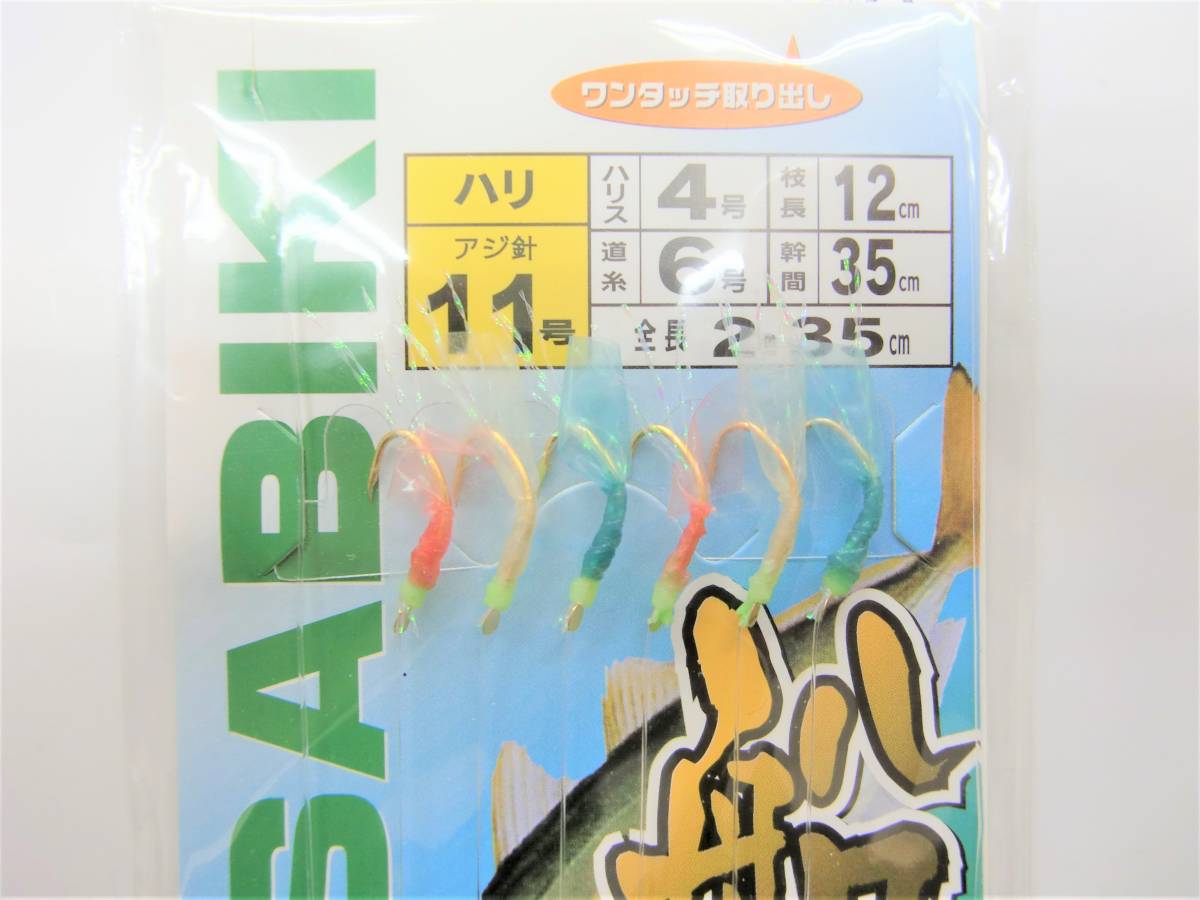 ワンタッチ取り出し
ハリ
アジ針
11号
ハリス 4号 枝長 12cm
道糸 6号 幹間 35cm
全長 2m35cm
SABIKI